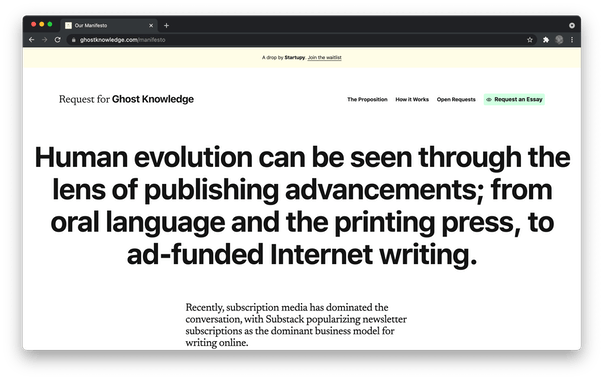 Our Manifesto
ghostknowledge.com/manifesto
A drop by Startupy. Join the waitlist
Request for Ghost Knowledge
The Proposition
How it Works
Open Requests
Request an Essay
Human evolution can be seen through the
lens of publishing advancements; from
oral language and the printing press, to
ad-funded Internet writing.
Recently, subscription media has dominated the
conversation, with Substack popularizing newsletter
subscriptions as the dominant business model for
writing online.